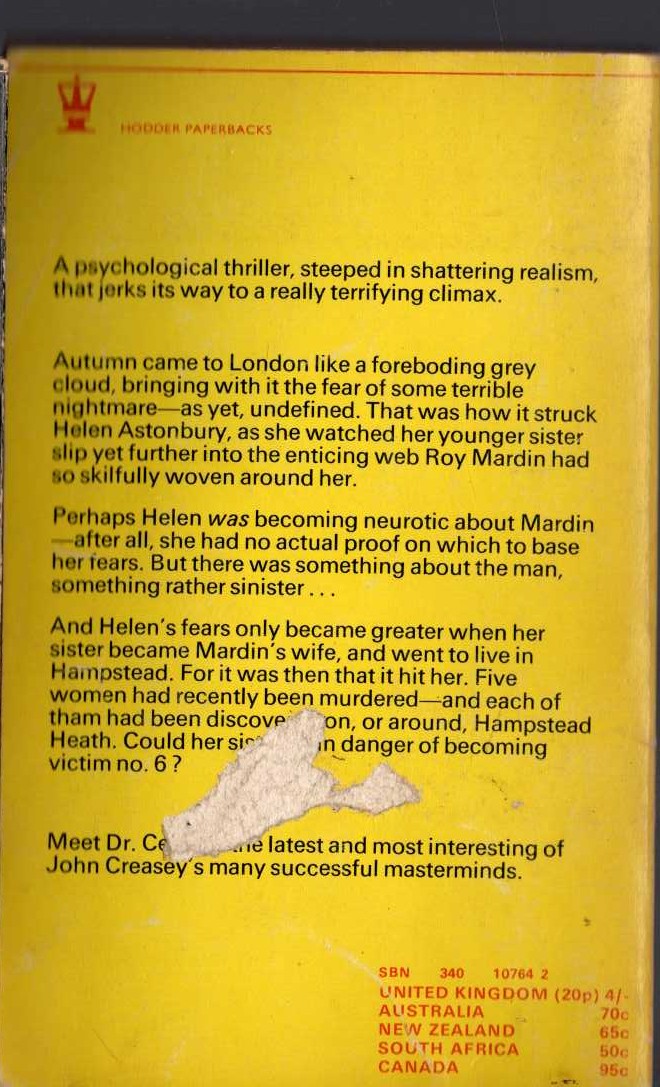 HODDER PAPERBACKS
A psychological thriller, steeped in shattering realism,
that jerks its way to a really terrifying climax.
Autumn came to London like a foreboding grey
cloud, bringing with it the fear of some terrible
nightmare—as yet, undefined. That was how it struck
Helen Astonbury, as she watched her younger sister
slip yet further into the enticing web Roy Mardin had
so skilfully woven around her.
Perhaps Helen was becoming neurotic about Mardin
—after all, she had no actual proof on which to base
her fears. But there was something about the man,
something rather sinister...
And Helen's fears only became greater when her
sister became Mardin's wife, and went to live in
Hampstead. For it was then that it hit her. Five
women had recently been murdered—and each of
tham had been on, or around, Hampstead
Heath. Could her in danger of becoming
victim no. 6?
Meet Dr. latest and most interesting of
John Creasey's many successful masterminds.
SBN 340 10764 2
UNITED KINGDOM (20p) 4/-
AUSTRALIA 70c
NEW ZEALAND 65c
SOUTH AFRICA 50c
CANADA 95c